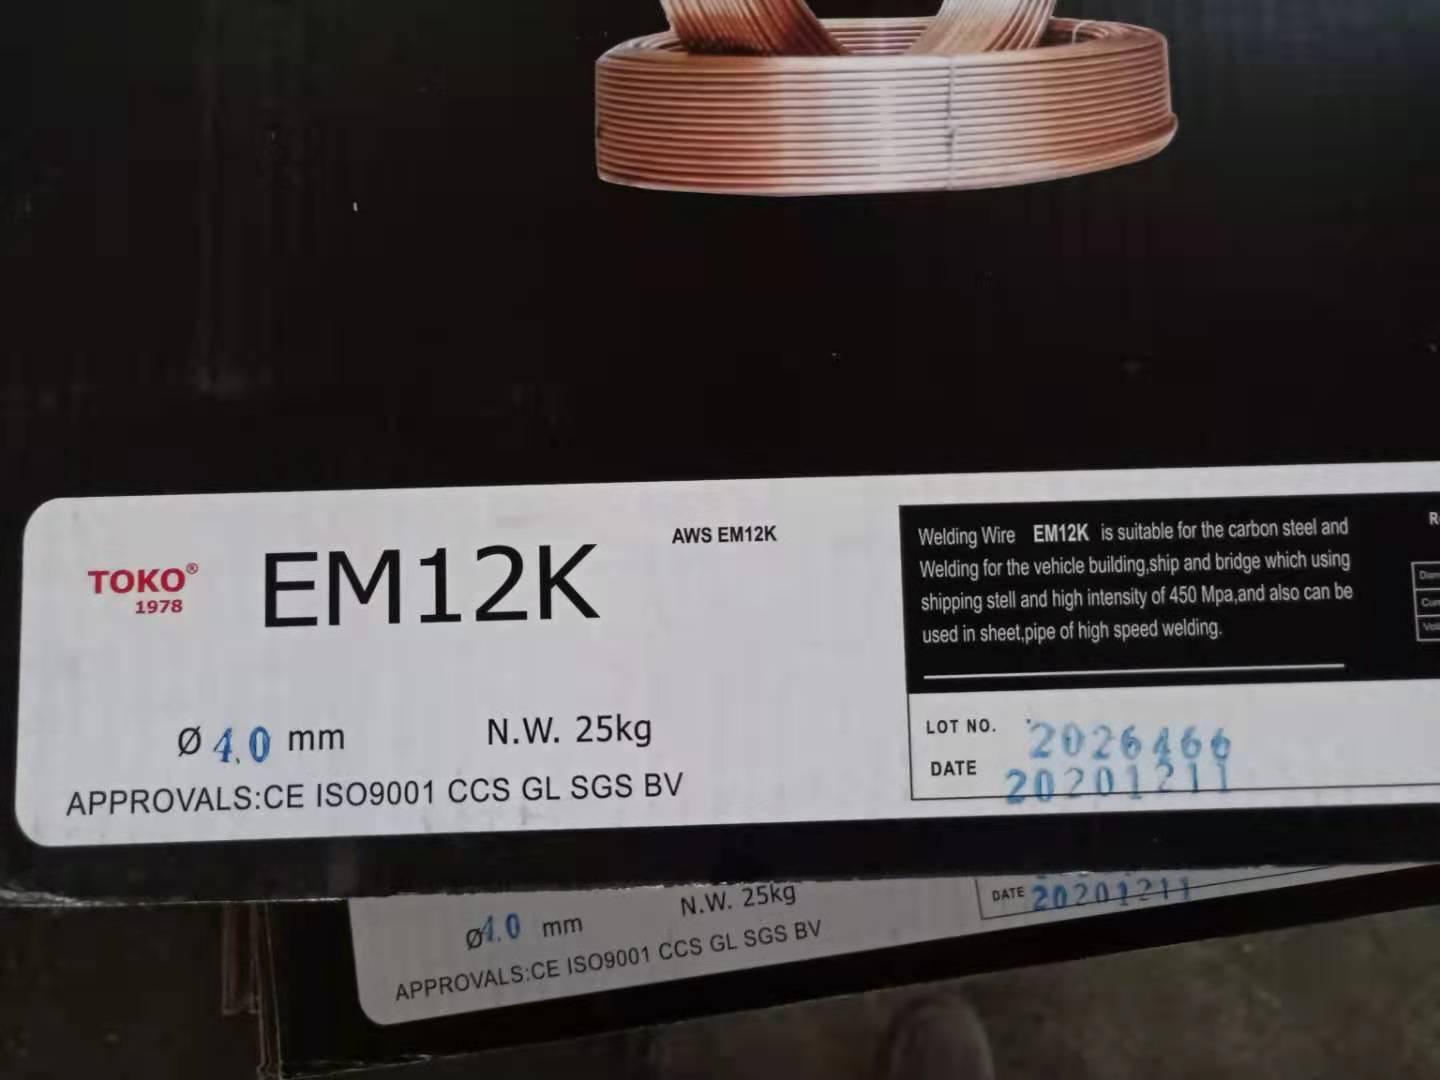 TOKO®
1978
EM12K
AWS EM12K
Ø 4.0 mm
N.W. 25kg
APPROVALS:CE ISO9001 CCS GL SGS BV
Welding Wire EM12K is suitable for the carbon steel and
Welding for the vehicle building,ship and bridge which using
shipping stell and high intensity of 450 Mpa,and also can be
used in sheet,pipe of high speed welding.
LOT NO. 2026466
DATE 20201211
Ø4.0 mm
N.W. 25kg
APPROVALS:CE ISO9001 CCS GL SGS BV
DATE 20201211